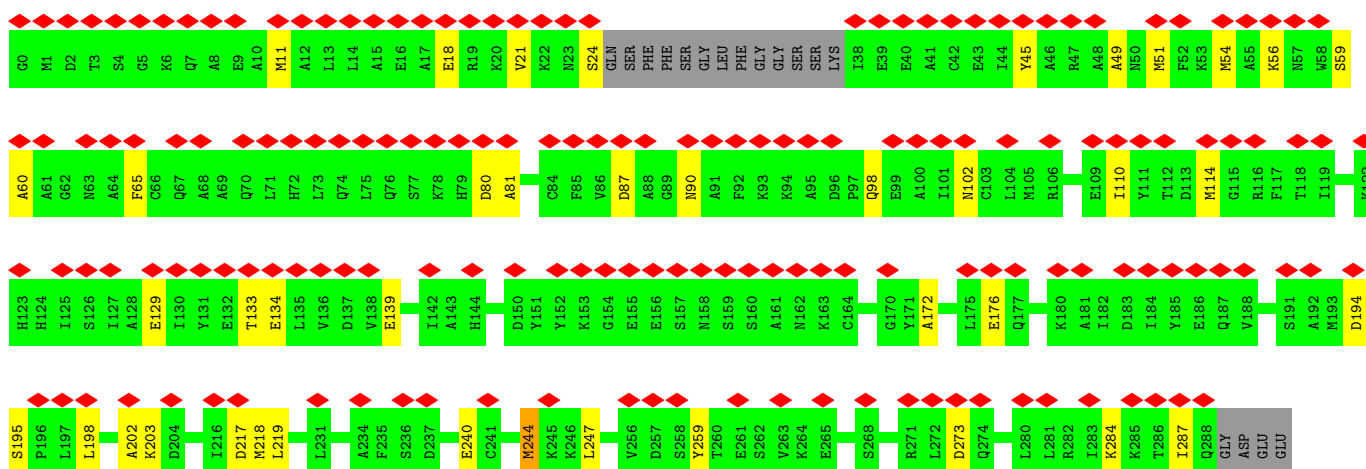 G0 M1 D2 T3 S4 G5 K6 Q7 A8 E9 A10 M11 A12 L13 L14 A15 E16 A17 E18 R19 K20 V21 K22 N23 S24 GLN SER PHE PHE SER GLY LEU PHE GLY GLY SER SER LYS I38 E39 E40 A41 C42 E43 I44 Y45 A46 R47 A48 A49 N50 M51 F52 K53 M54 A55 K56 N57 W58 S59
A60 A61 G62 N63 A64 F65 C66 Q67 A68 A69 Q70 L71 H72 L73 Q74 L75 Q76 S77 K78 H79 D80 A81 C84 F85 V86 D87 A88 G89 N90 A91 F92 K93 K94 A95 D96 P97 Q98 E99 A100 I101 N102 C103 L104 M105 R106 E109 I110 Y111 T112 D113 M114 G115 R116 F117 T118 I119
H123 H124 I125 S126 I127 A128 E129 I130 Y131 E132 T133 E134 L135 V136 D137 V138 E139 I142 A143 H144 D150 Y151 Y152 K153 G154 E155 E156 S157 N158 S159 S160 A161 N162 K163 C164 G170 Y171 A172 L175 E176 Q177 K180 A181 I182 D183 I184 Y185 E186 Q187 V188 S191 A192 M193 D194
S195 P196 L197 L198 A202 K203 D204 I216 D217 M218 L219 L231 A234 F235 S236 D237 E240 C241 M244 K245 K246 L247 V256 D257 S258 Y259 T260 E261 S262 V263 K264 E265 S268 R271 L272 D273 Q274 L280 L281 R282 I283 K284 K285 T286 I287 Q288 GLY ASP GLU GLU